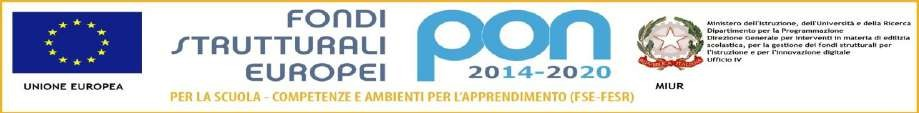 UNIONE EUROPEA
FONDI
STRUTTURALI
EUROPEI
pon
2014-2020
PER LA SCUOLA - COMPETENZE E AMBIENTI PER L'APPRENDIMENTO (FSE-FESR)
MIUR
Ministero dell'Istruzione, dell'Università e della Ricerca
Dipartimento per la Programmazione
Direzione Generale per interventi in materia di edilizia
scolastica, per la gestione dei fondi strutturali per
l'istruzione e per l'innovazione digitale
Ufficio IV